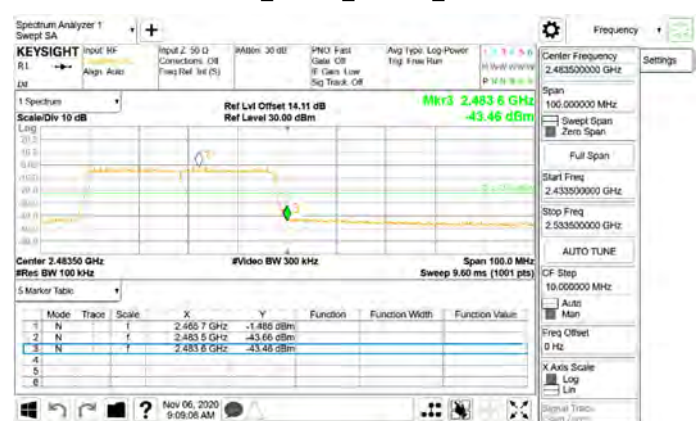 Spectrum Analyzer 1
Swept SA
+
Frequency
KEYSIGHT Input: RF
RL
Align: Auto
Input Z: 50 Ω
Corrections: Off
Freq Ref: Int (S)
#Atten: 30 dB
PNO: Fast
Gate: Off
IF Gain: Low
Sig Track: Off
Avg Type: Log-Power
Trig: Free Run
1 Spectrum
Scale/Div 10 dB
Log
Ref Lvl Offset 14.11 dB
Ref Level 30.00 dBm
Mkr3 2.483 6 GHz
-43.46 dBm
3
Center 2.48350 GHz
#Res BW 100 kHz
#Video BW 300 kHz
Span 100.0 MHz
Sweep 9.60 ms (1001 pts)
5 Marker Table
Mode Trace Scale X Y Function Function Width Function Value
1 N f 2.465 7 GHz -1.486 dBm
2 N f 2.483 5 GHz -43.66 dBm
3 N f 2.483 6 GHz -43.46 dBm
4
5
6
?
Nov 06, 2020
9:09:08 AM
Center Frequency
2.483500000 GHz
Settings
Span
100.000000 MHz
Swept Span
Zero Span
Full Span
Start Freq
2.433500000 GHz
Stop Freq
2.533500000 GHz
AUTO TUNE
CF Step
10.000000 MHz
Auto
Man
Freq Offset
0 Hz
X Axis Scale
Log
Lin
Signal Track